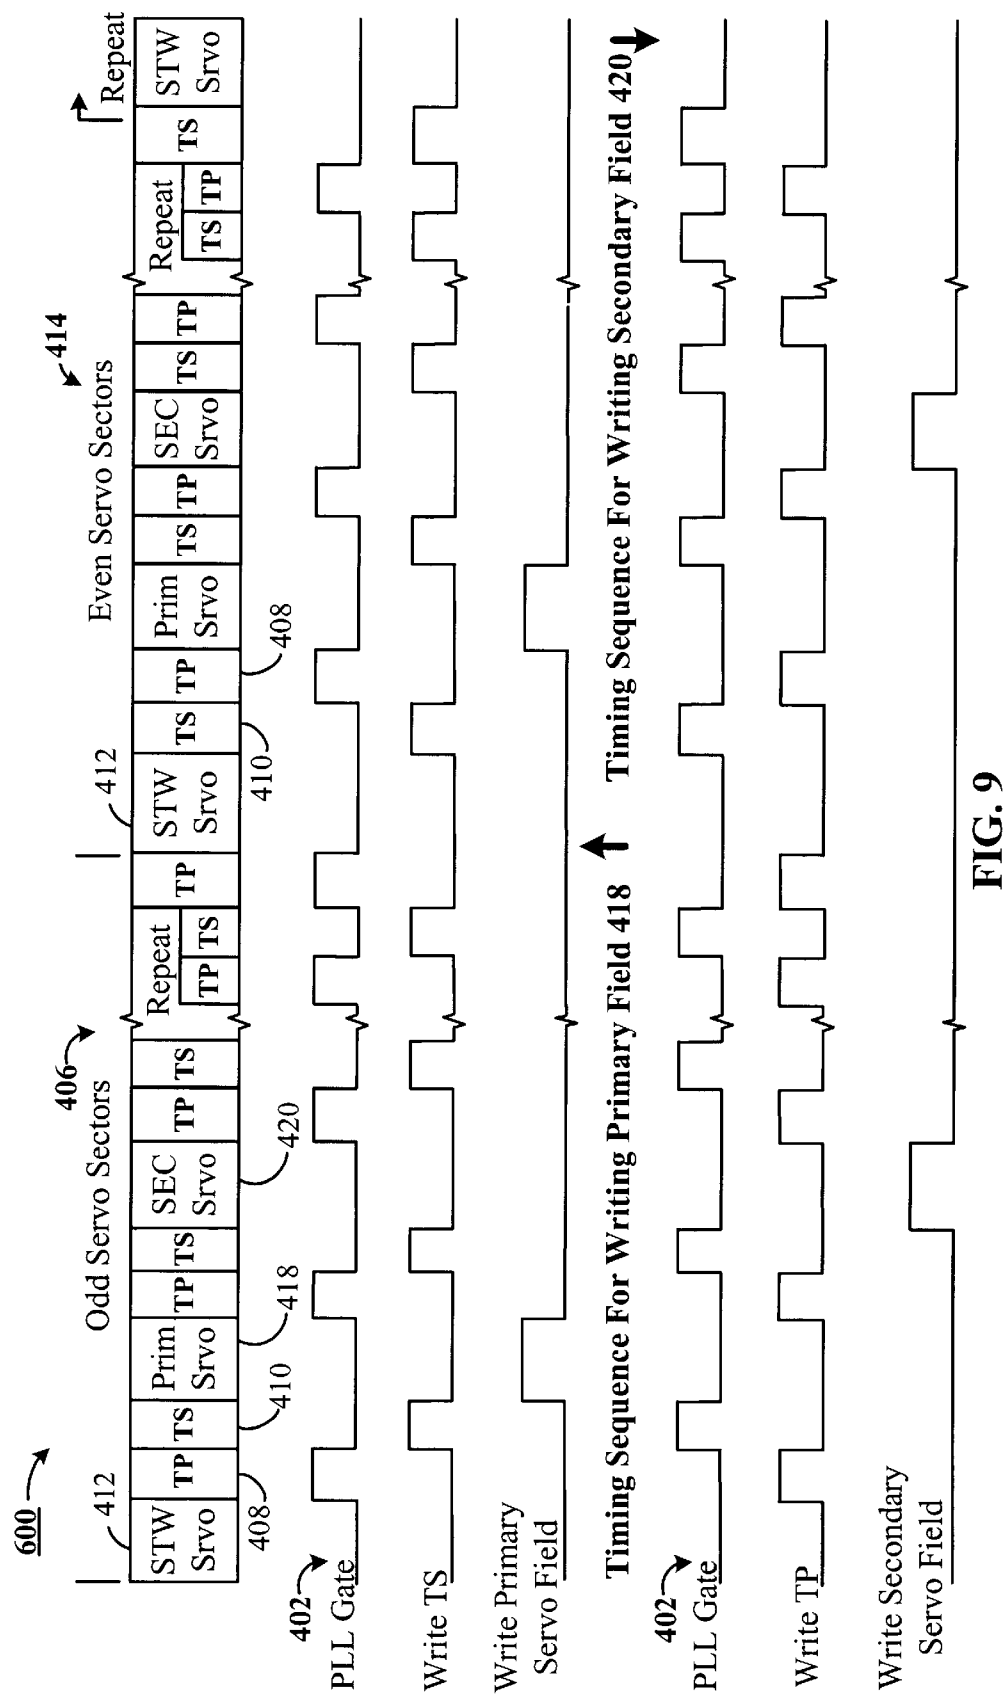 600
Odd Servo Sectors
406
Even Servo Sectors
414
Repeat
412
412
STW Srvo
TP
TS
Prim Srvo
TP
TS
SEC Srvo
TP
TS
Repeat
TP
TS
TP
STW Srvo
TS
TP
Prim Srvo
TS
TP
SEC Srvo
TS
TP
Repeat
TS
TP
TS
STW Srvo
408
410
418
420
410
408
402
PLL Gate
Write TS
Write Primary
Servo Field
Timing Sequence For Writing Primary Field 418
Timing Sequence For Writing Secondary Field 420
402
PLL Gate
Write TP
Write Secondary
Servo Field
FIG. 9